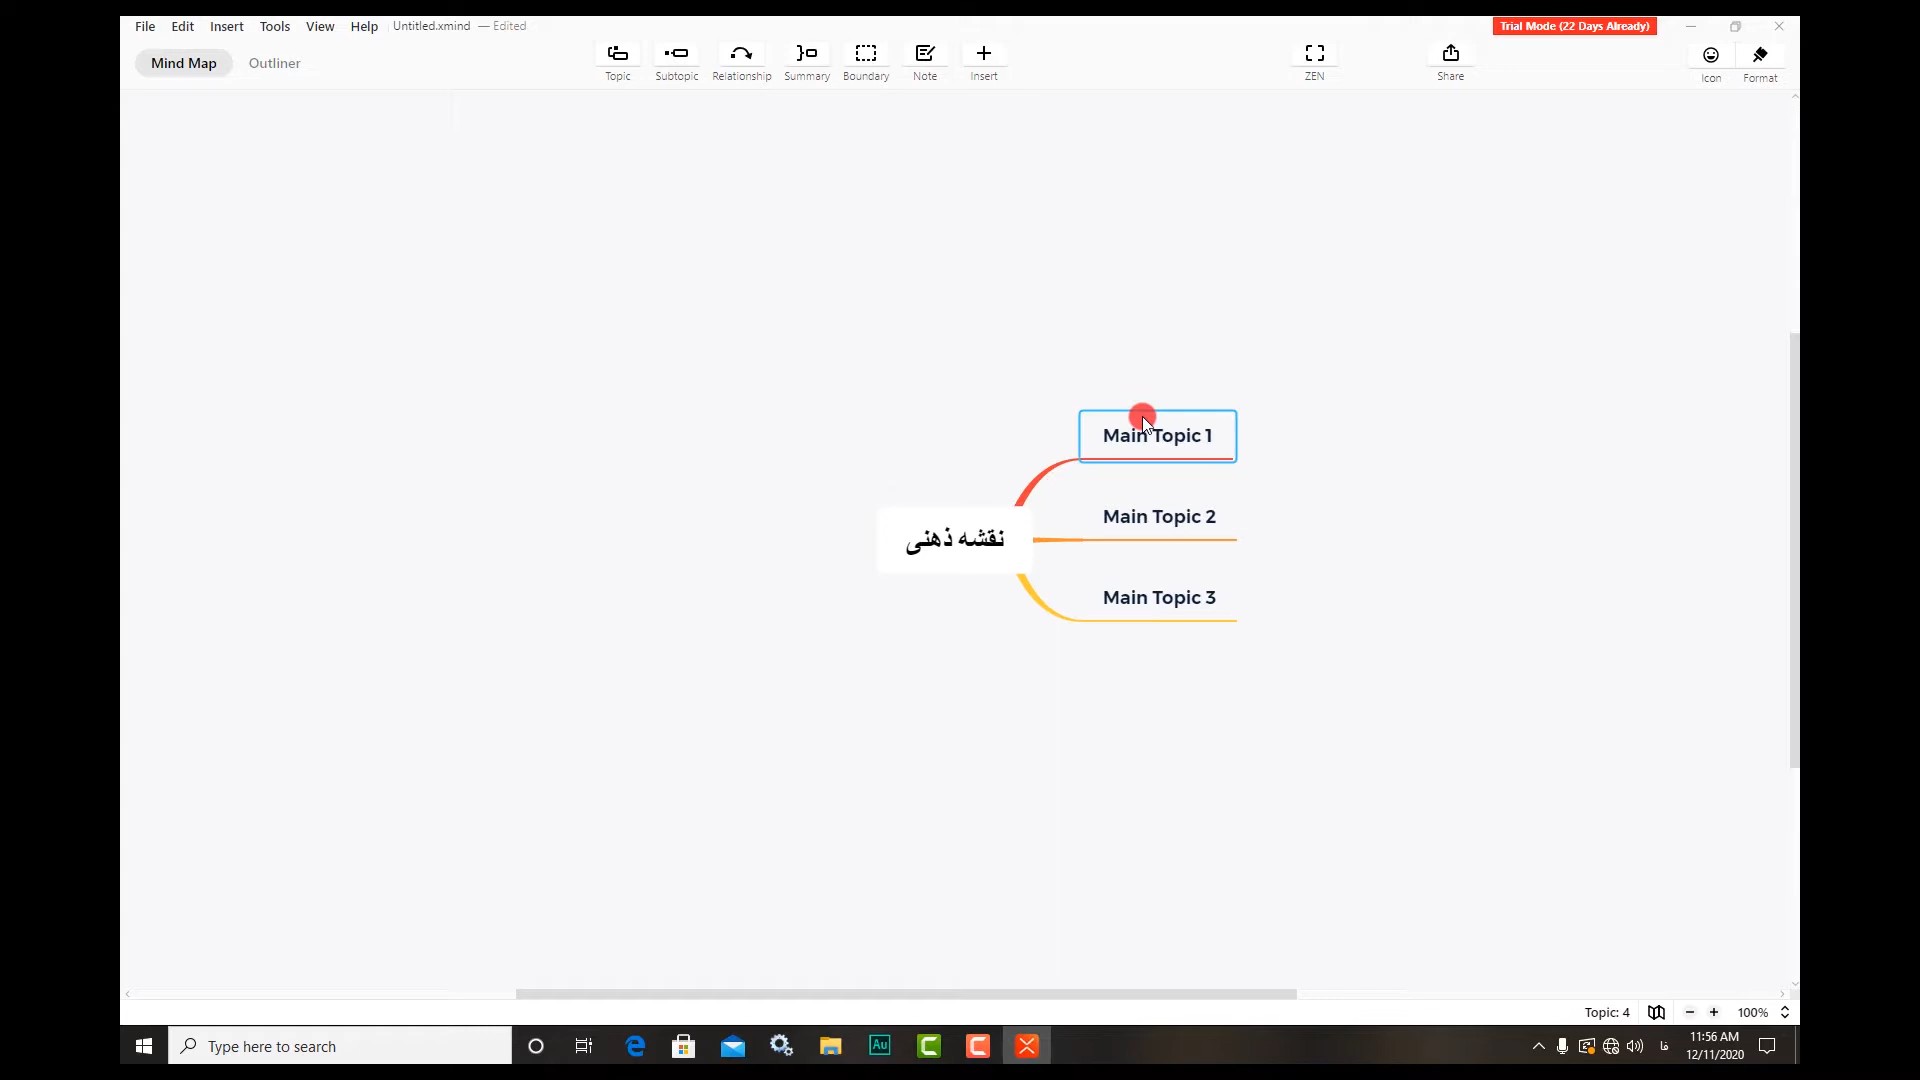 File Edit Insert Tools View Help Untitled.xmind — Edited Trial Mode (22 Days Already)
Mind Map Outliner
Topic Subtopic Relationship Summary Boundary Note Insert ZEN Share Icon Format
Main Topic 1
Main Topic 2
نقشه ذهنی
Main Topic 3
Topic: 4 100%
Type here to search
Au
فا
11:56 AM
12/11/2020